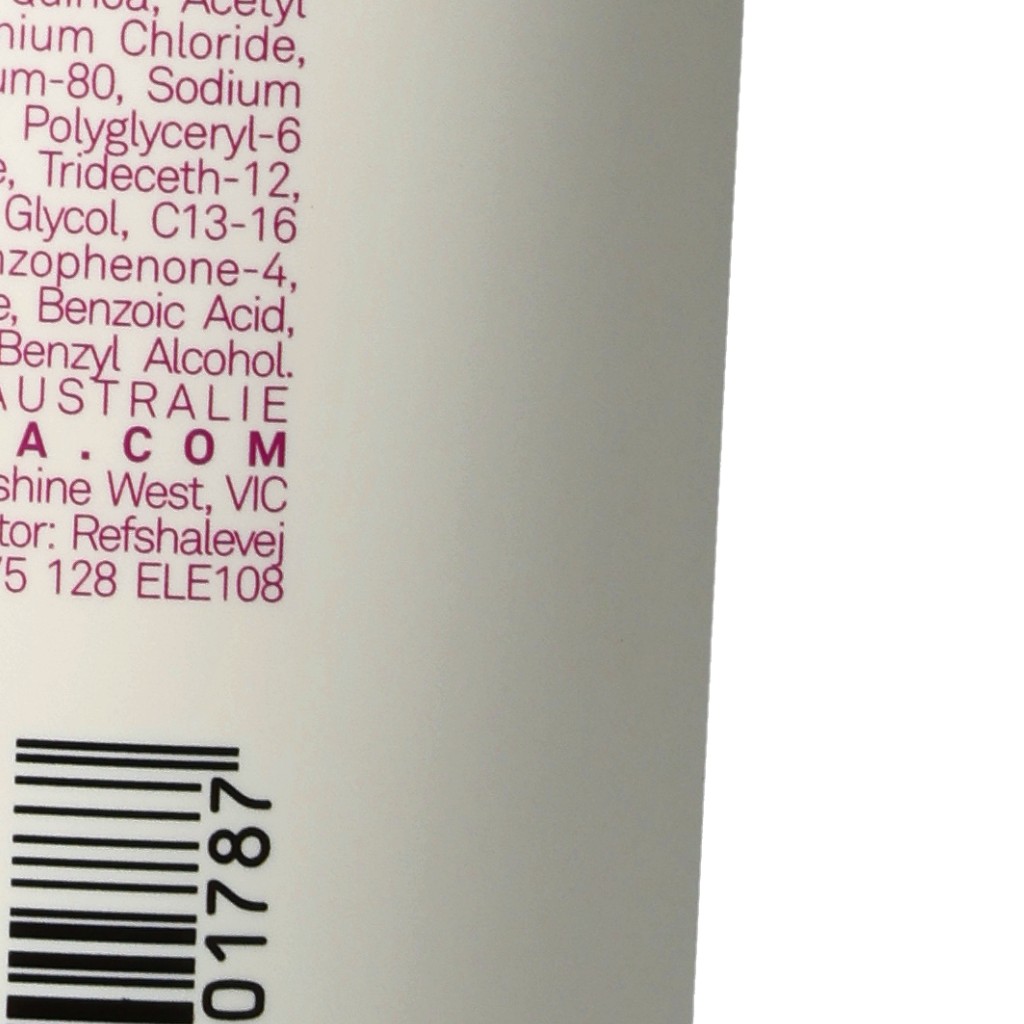 Quinoa, Acetyl
nium Chloride,
um-80, Sodium
Polyglyceryl-6
e, Trideceth-12,
Glycol, C13-16
nzophenone-4,
e, Benzoic Acid,
Benzyl Alcohol.
AUSTRALIE
A.COM
shine West, VIC
tor: Refshalevej
75 128 ELE108
01787